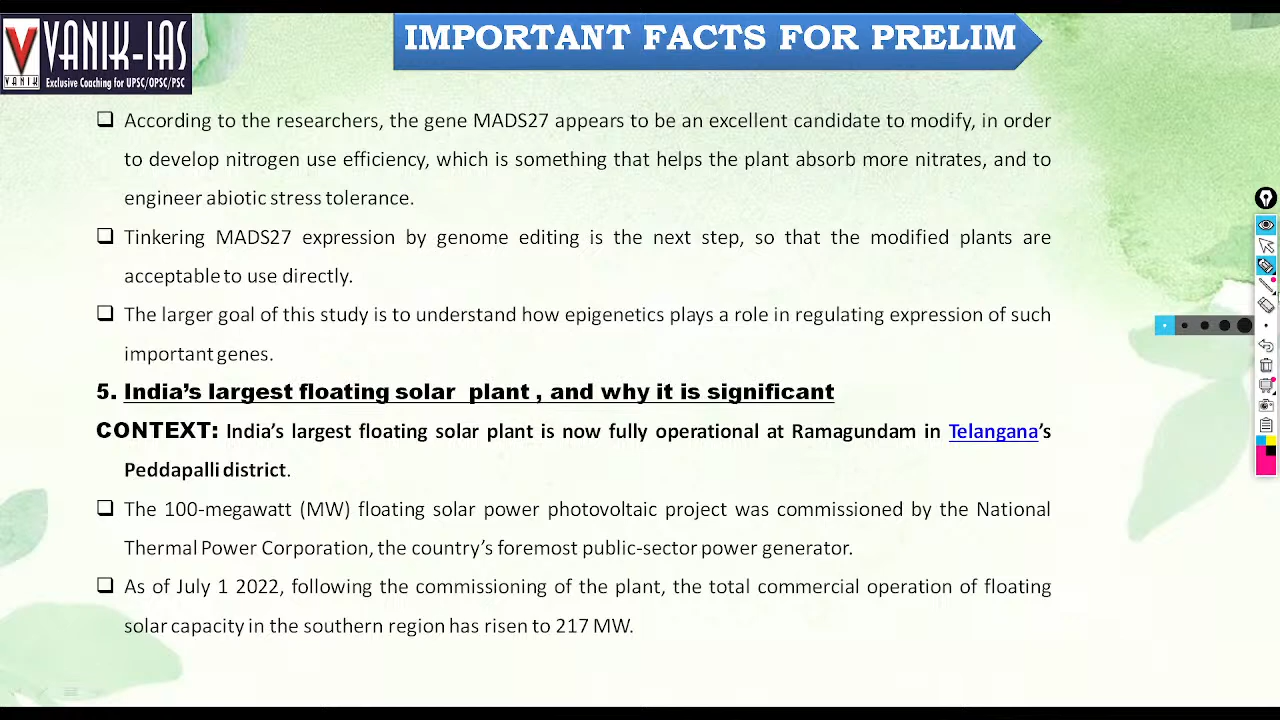 VANIK-IAS
VANIK
Exclusive Coaching for UPSC/OPSC/PSC
IMPORTANT FACTS FOR PRELIM
According to the researchers, the gene MADS27 appears to be an excellent candidate to modify, in order
to develop nitrogen use efficiency, which is something that helps the plant absorb more nitrates, and to
engineer abiotic stress tolerance.
Tinkering MADS27 expression by genome editing is the next step, so that the modified plants are
acceptable to use directly.
The larger goal of this study is to understand how epigenetics plays a role in regulating expression of such
important genes.
5. India's largest floating solar plant , and why it is significant
CONTEXT: India's largest floating solar plant is now fully operational at Ramagundam in Telangana's
Peddapalli district.
The 100-megawatt (MW) floating solar power photovoltaic project was commissioned by the National
Thermal Power Corporation, the country's foremost public-sector power generator.
As of July 1 2022, following the commissioning of the plant, the total commercial operation of floating
solar capacity in the southern region has risen to 217 MW.